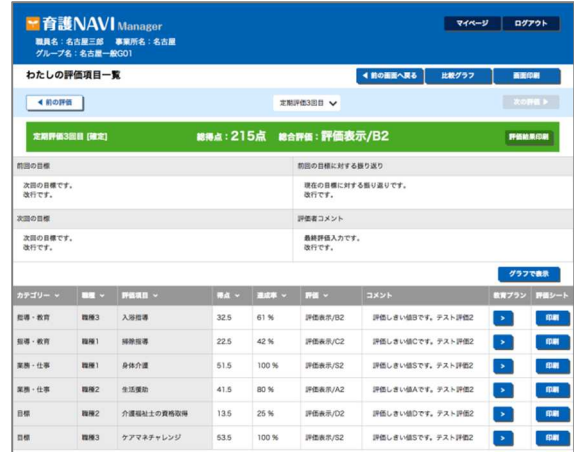 育護NAVI Manager
マイページ ログアウト
職員名：名古屋三郎 事業所名：名古屋
グループ名：名古屋一般G01
わたしの評価項目一覧
前の画面へ戻る 比較グラフ 画面印刷
前の評価 定期評価3回目 次の評価
定期評価3回目 [確定] 総得点：215点 総合評価：評価表示/B2 評価結果印刷
前回の目標 前回の目標に対する振り返り
次回の目標です。 現在の目標に対する振り返りです。
改行です。 改行です。
次回の目標 評価者コメント
次回の目標です。 最終評価入力です。
改行です。 改行です。
グラフで表示
カテゴリー 職種 評価項目 得点 達成率 評価 コメント 教育プラン 評価シート
指導・教育 職種3 入浴指導 32.5 61 % 評価表示/B2 評価しきい値Bです。テスト評価2 > 印刷
指導・教育 職種1 掃除指導 22.5 42 % 評価表示/C2 評価しきい値Cです。テスト評価2 > 印刷
業務・仕事 職種1 身体介護 51.5 100 % 評価表示/S2 評価しきい値Sです。テスト評価2 > 印刷
業務・仕事 職種2 生活援助 41.5 80 % 評価表示/A2 評価しきい値Aです。テスト評価2 > 印刷
目標 職種2 介護福祉士の資格取得 13.5 25 % 評価表示/D2 評価しきい値Dです。テスト評価2 > 印刷
目標 職種3 ケアマネチャレンジ 53.5 100 % 評価表示/S2 評価しきい値Sです。テスト評価2 > 印刷